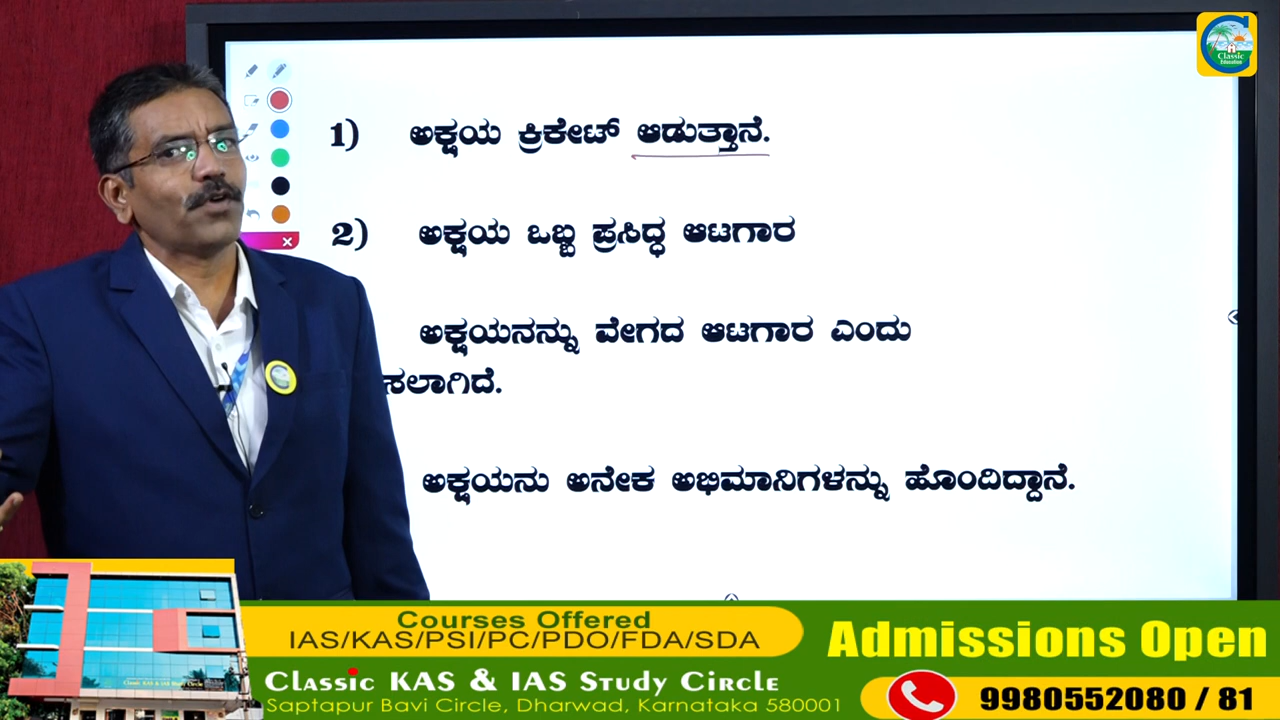 Classic
Education
1) ಅಕ್ಷಯ ಕ್ರಿಕೇಟ್ ಆಡುತ್ತಾನೆ.
2) ಅಕ್ಷಯ ಒಬ್ಬ ಪ್ರಸಿದ್ಧ ಆಟಗಾರ
ಅಕ್ಷಯನನ್ನು ವೇಗದ ಆಟಗಾರ ಎಂದು
ಸಲಾಗಿದೆ.
ಅಕ್ಷಯನು ಅನೇಕ ಅಭಿಮಾನಿಗಳನ್ನು ಹೊಂದಿದ್ದಾನೆ.
Courses Offered
IAS/KAS/PSI/PC/PDO/FDA/SDA
Classic KAS & IAS Study Circle
Saptapur Bavi Circle, Dharwad, Karnataka 580001
Admissions Open
9980552080 / 81